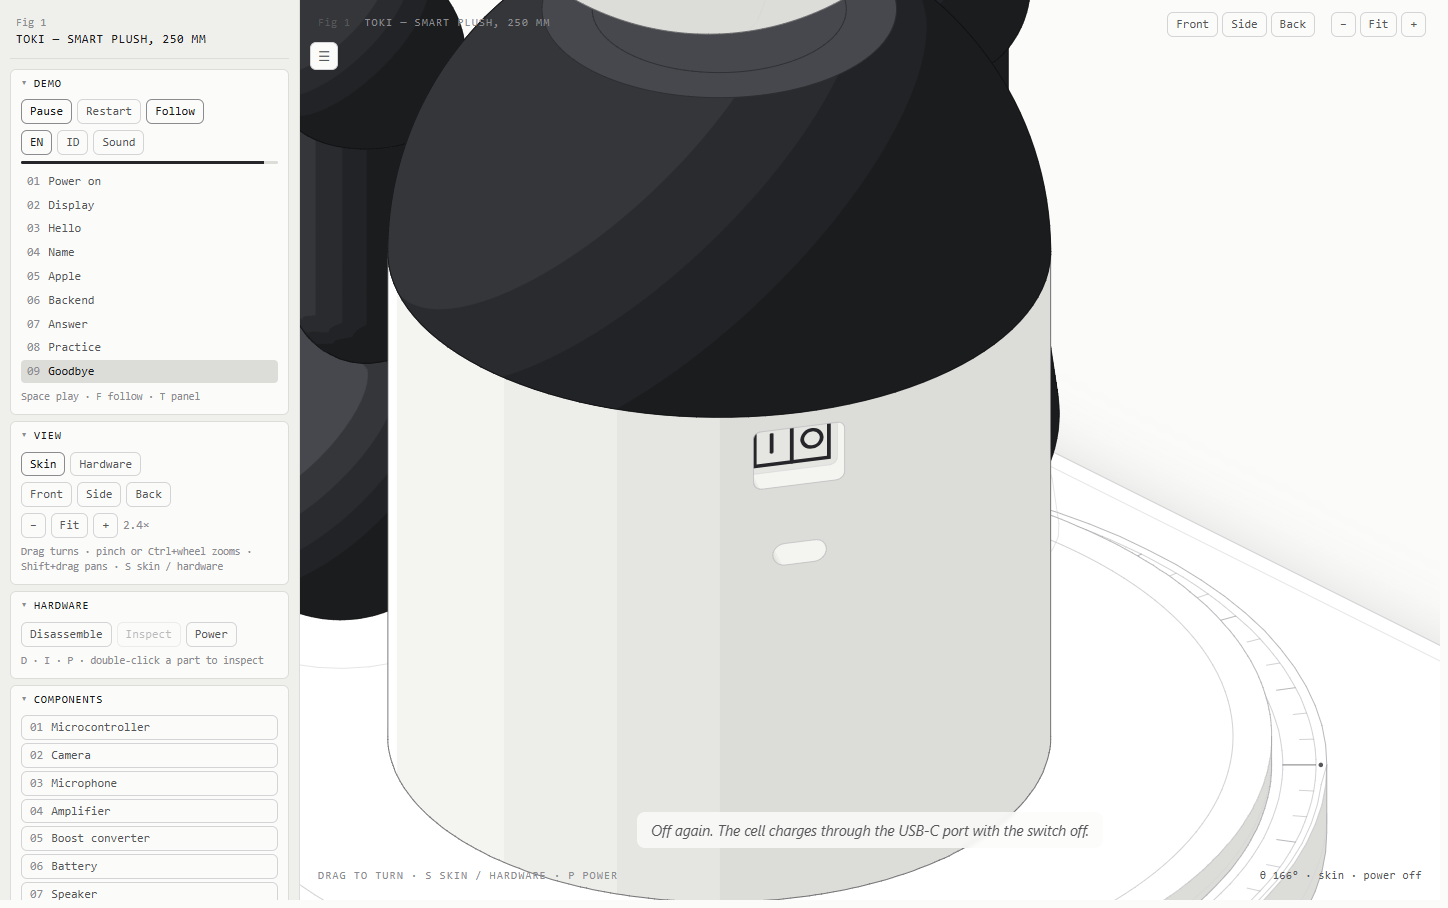 Fig 1
TOKI — SMART PLUSH, 250 MM
▾ DEMO
Pause Restart Follow
EN ID Sound
01 Power on
02 Display
03 Hello
04 Name
05 Apple
06 Backend
07 Answer
08 Practice
09 Goodbye
Space play · F follow · T panel
▾ VIEW
Skin Hardware
Front Side Back
− Fit + 2.4×
Drag turns · pinch or Ctrl+wheel zooms ·
Shift+drag pans · S skin / hardware
▾ HARDWARE
Disassemble Inspect Power
D · I · P · double-click a part to inspect
▾ COMPONENTS
01 Microcontroller
02 Camera
03 Microphone
04 Amplifier
05 Boost converter
06 Battery
07 Speaker
Fig 1 TOKI — SMART PLUSH, 250 MM
☰
Front Side Back − Fit +
I O
Off again. The cell charges through the USB-C port with the switch off.
DRAG TO TURN · S SKIN / HARDWARE · P POWER
θ 166° · skin · power off